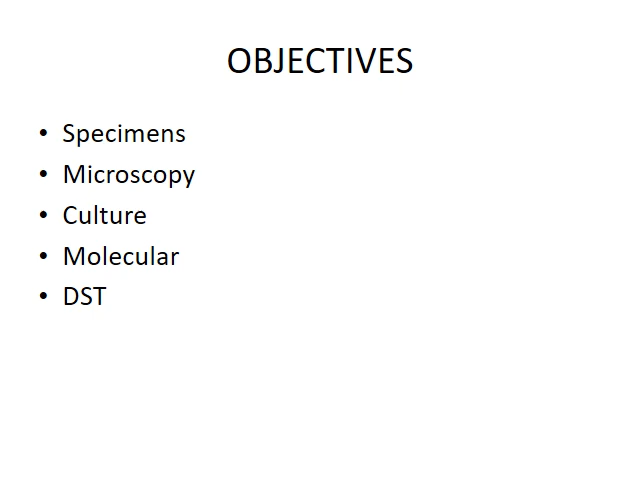 OBJECTIVES
• Specimens
• Microscopy
• Culture
• Molecular
• DST